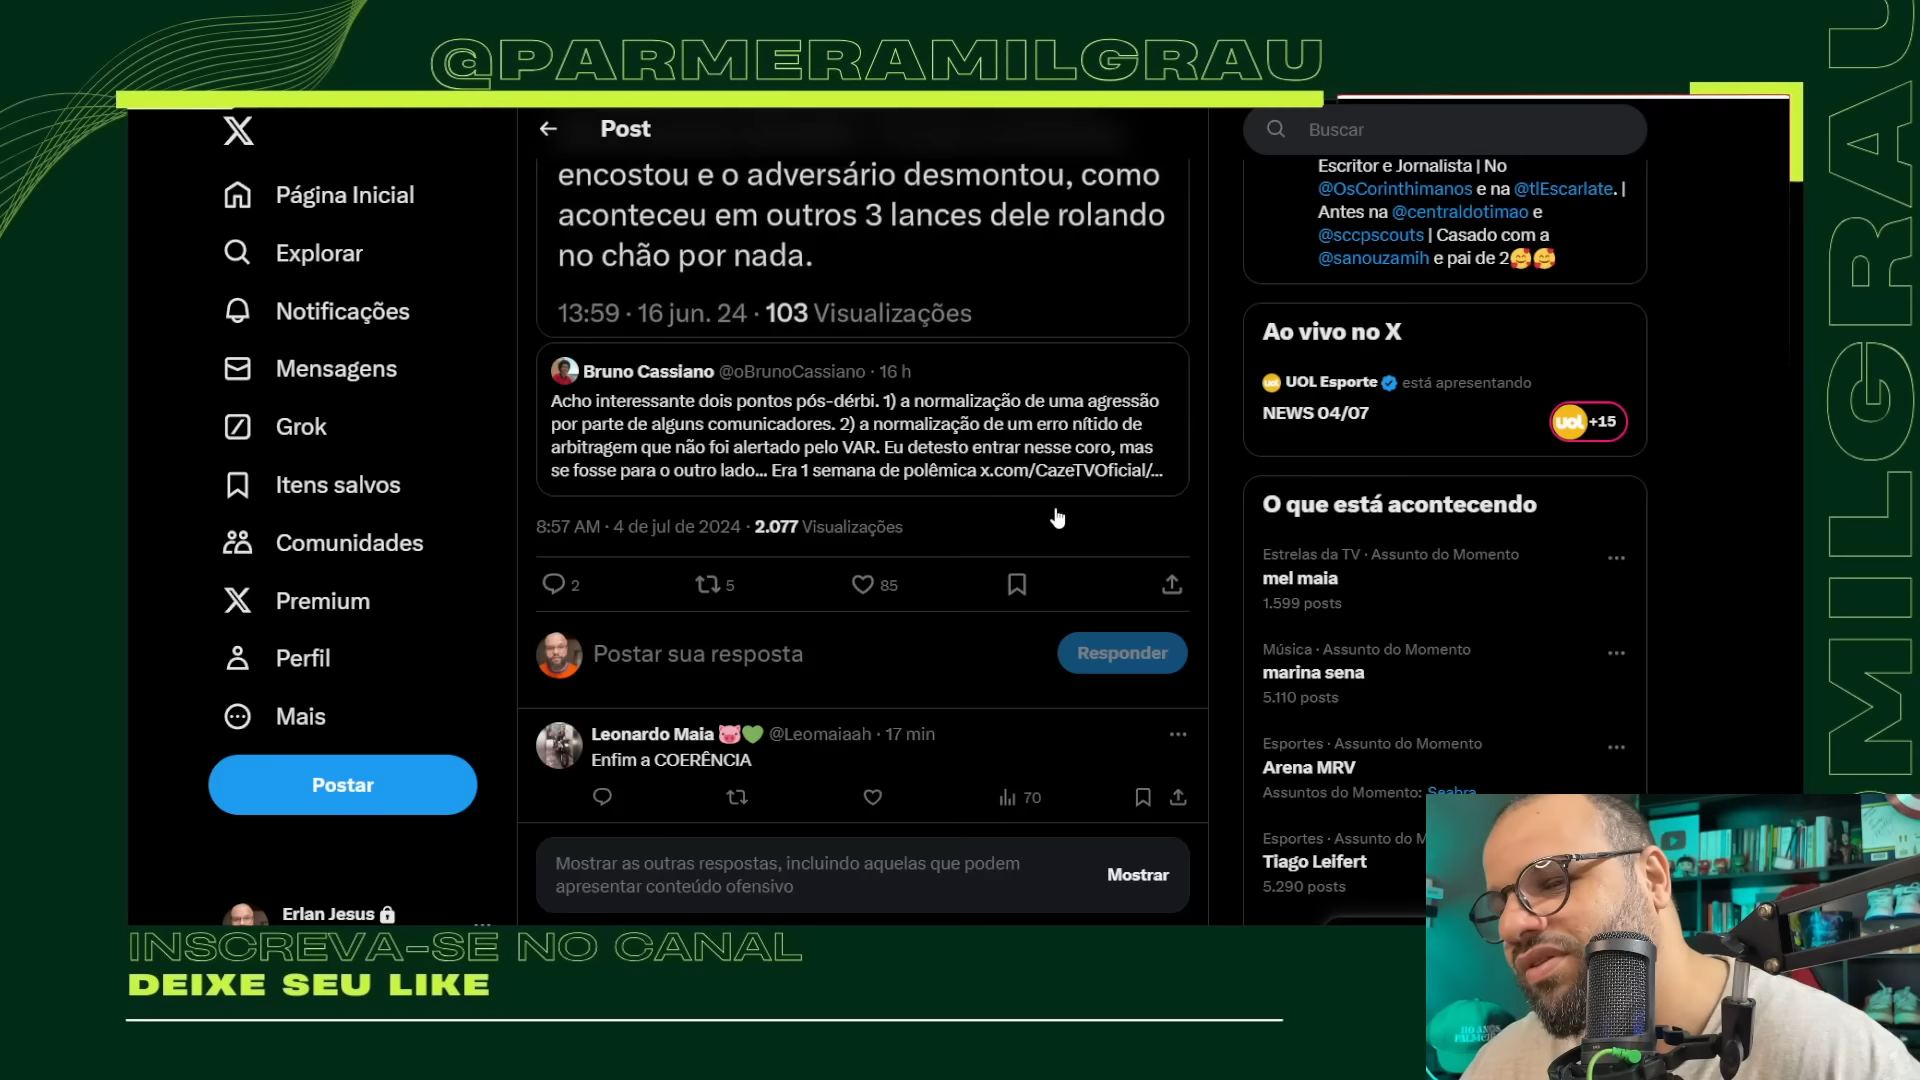 @PARMERAMILGRAU
Post
Buscar
Página Inicial
Explorar
Notificações
Mensagens
Grok
Itens salvos
Comunidades
Premium
Perfil
Mais
Postar
Erlan Jesus
encostou e o adversário desmontou, como
aconteceu em outros 3 lances dele rolando
no chão por nada.
13:59 · 16 jun. 24 · 103 Visualizações
Bruno Cassiano @oBrunoCassiano · 16 h
Acho interessante dois pontos pós-dérbi. 1) a normalização de uma agressão
por parte de alguns comunicadores. 2) a normalização de um erro nítido de
arbitragem que não foi alertado pelo VAR. Eu detesto entrar nesse coro, mas
se fosse para o outro lado... Era 1 semana de polêmica x.com/CazeTVOficial/...
8:57 AM · 4 de jul de 2024 · 2.077 Visualizações
2
5
85
Postar sua resposta
Responder
Leonardo Maia 🐷💚 @Leomaiaah · 17 min
Enfim a COERÊNCIA
70
Mostrar as outras respostas, incluindo aquelas que podem
apresentar conteúdo ofensivo
Mostrar
Escritor e Jornalista | No
@OsCorinthimanos e na @tlEscarlate. |
Antes na @centraldotimao e
@sccpscouts | Casado com a
@sanouzamih e pai de 2🥰🥰
Ao vivo no X
UOL Esporte está apresentando
NEWS 04/07
UOL +15
O que está acontecendo
Estrelas da TV · Assunto do Momento
mel maia
1.599 posts
Música · Assunto do Momento
marina sena
5.110 posts
Esportes · Assunto do Momento
Arena MRV
Assuntos do Momento: Seabra
Esportes · Assunto do M
Tiago Leifert
5.290 posts
INSCREVA-SE NO CANAL
DEIXE SEU LIKE
MILGRAU